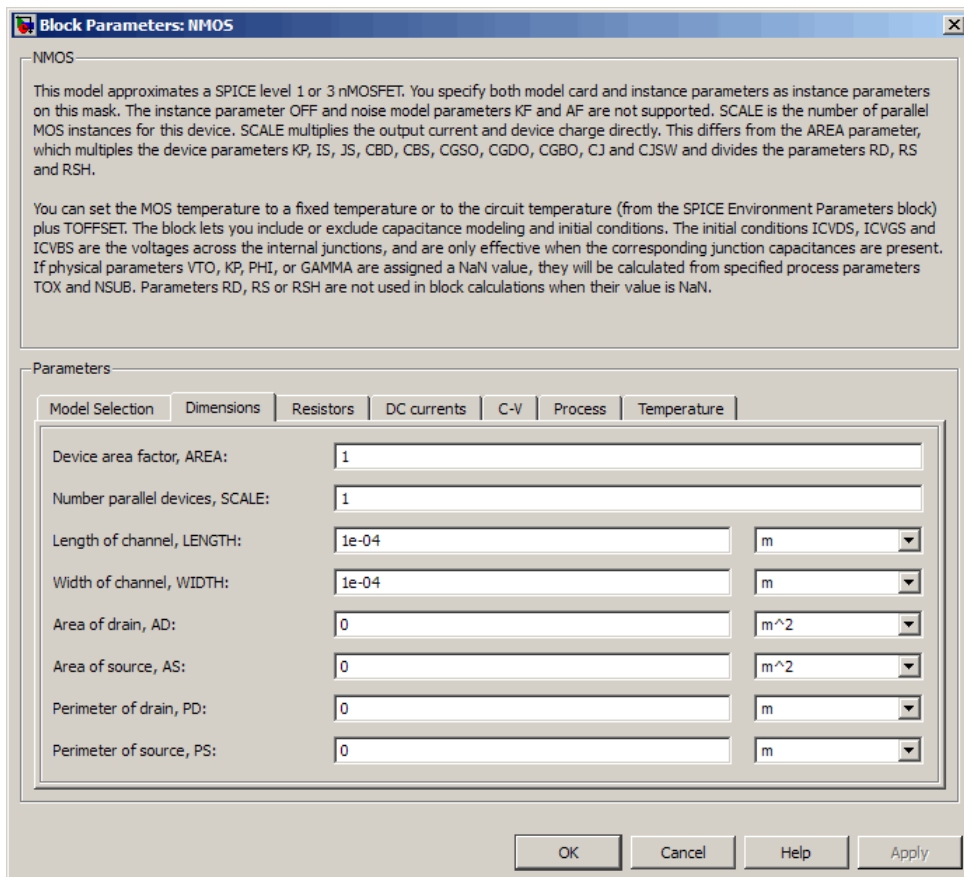 Block Parameters: NMOS
NMOS
This model approximates a SPICE level 1 or 3 nMOSFET. You specify both model card and instance parameters as instance parameters
on this mask. The instance parameter OFF and noise model parameters KF and AF are not supported. SCALE is the number of parallel
MOS instances for this device. SCALE multiplies the output current and device charge directly. This differs from the AREA parameter,
which multiples the device parameters KP, IS, JS, CBD, CBS, CGSO, CGDO, CGBO, CJ and CJSW and divides the parameters RD, RS
and RSH.
You can set the MOS temperature to a fixed temperature or to the circuit temperature (from the SPICE Environment Parameters block)
plus TOFFSET. The block lets you include or exclude capacitance modeling and initial conditions. The initial conditions ICVDS, ICVGS and
ICVBS are the voltages across the internal junctions, and are only effective when the corresponding junction capacitances are present.
If physical parameters VTO, KP, PHI, or GAMMA are assigned a NaN value, they will be calculated from specified process parameters
TOX and NSUB. Parameters RD, RS or RSH are not used in block calculations when their value is NaN.
Parameters
Model Selection Dimensions Resistors DC currents C-V Process Temperature
Device area factor, AREA: 1
Number parallel devices, SCALE: 1
Length of channel, LENGTH: 1e-04 m
Width of channel, WIDTH: 1e-04 m
Area of drain, AD: 0 m^2
Area of source, AS: 0 m^2
Perimeter of drain, PD: 0 m
Perimeter of source, PS: 0 m
OK Cancel Help Apply